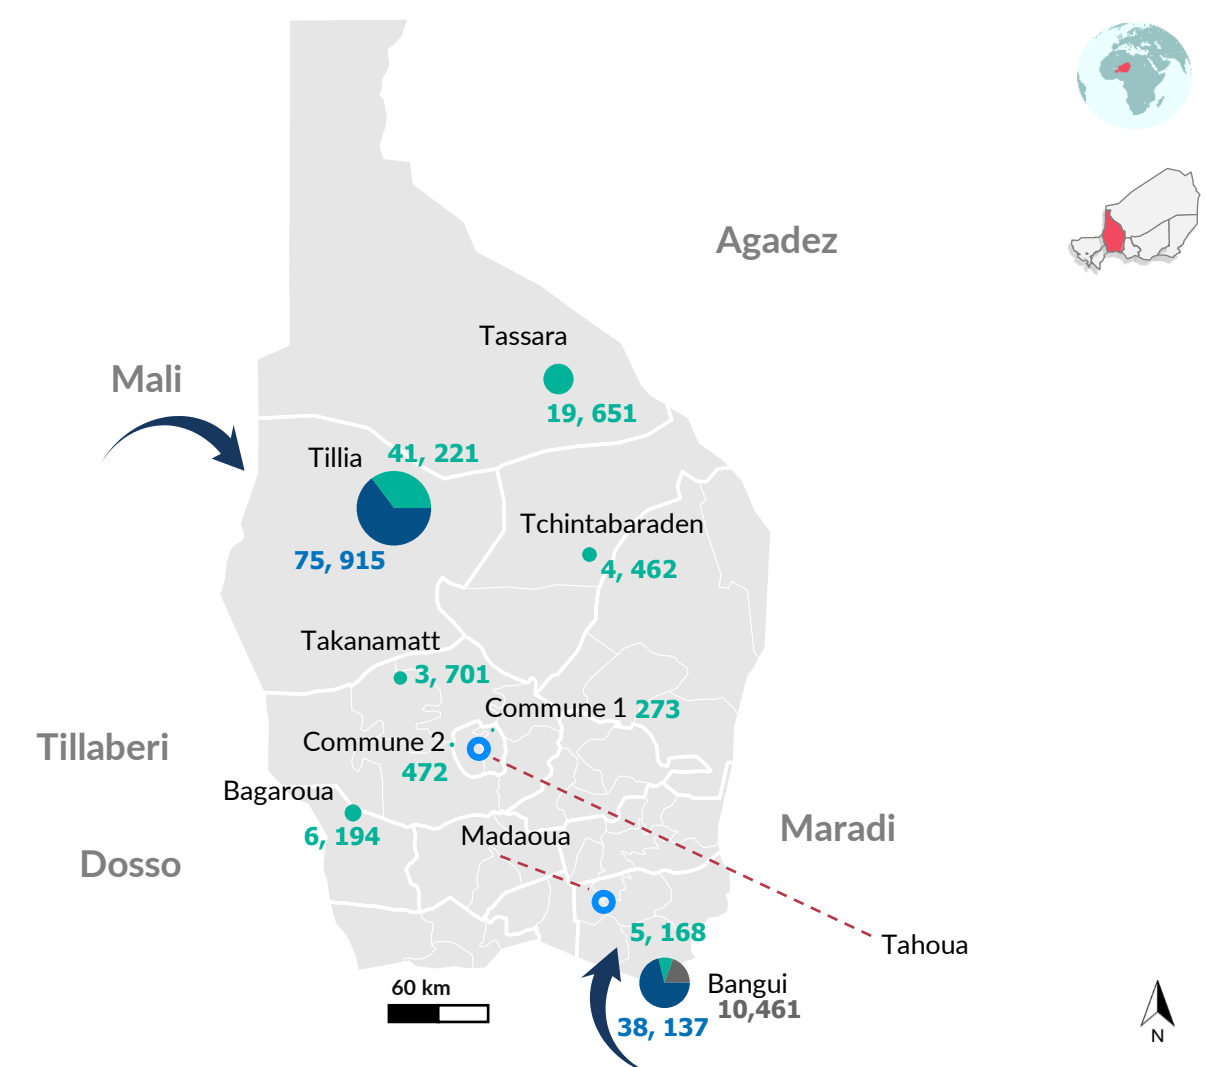 Agadez
Tassara
19, 651
Mali
Tillia
41, 221
75, 915
Tchintabaraden
4, 462
Takanamatt
3, 701
Commune 1 273
Commune 2
472
Tillaberi
Bagaroua
6, 194
Madaoua
Maradi
Dosso
5, 168
Tahoua
60 km
Bangui
10,461
38, 137
N